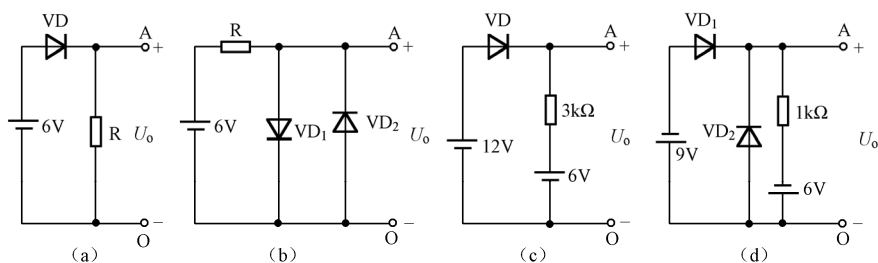 VD A + 6V R Uo − O (a)
R A + 6V VD1 VD2 Uo − O (b)
VD A + 12V 3kΩ 6V Uo − O (c)
VD1 A + 9V VD2 1kΩ 6V Uo − O (d)